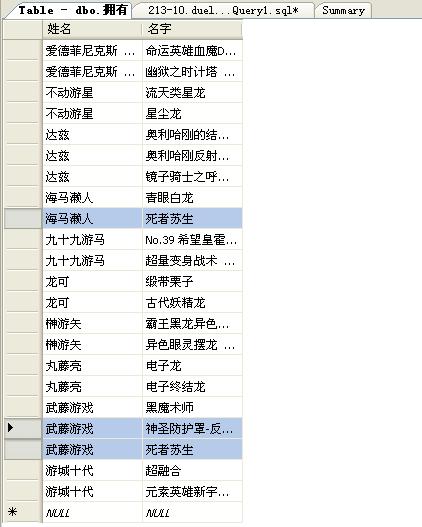 Table - dbo.拥有 213-10.duel...Query1.sql* Summary
姓名 名字
爱德菲尼克斯 ... 命运英雄血魔D...
爱德菲尼克斯 ... 幽狱之时计塔 ...
不动游星 流天类星龙
不动游星 星尘龙
达兹 奥利哈刚的结...
达兹 奥利哈刚反射...
达兹 镜子骑士之呼...
海马濑人 青眼白龙
海马濑人 死者苏生
九十九游马 No.39 希望皇霍...
九十九游马 超量变身战术 ...
龙可 缎带栗子
龙可 古代妖精龙
榊游矢 霸王黑龙异色...
榊游矢 异色眼灵摆龙 ...
丸藤亮 电子龙
丸藤亮 电子终结龙
武藤游戏 黑魔术师
武藤游戏 神圣防护罩-反...
武藤游戏 死者苏生
游城十代 超融合
游城十代 元素英雄新宇...
NULL NULL